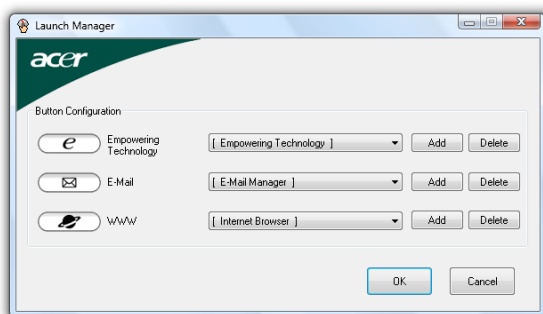 Launch Manager
acer
Button Configuration
e Empowering Technology [ Empowering Technology ] Add Delete
E-Mail [ E-Mail Manager ] Add Delete
WWW [ Internet Browser ] Add Delete
OK Cancel